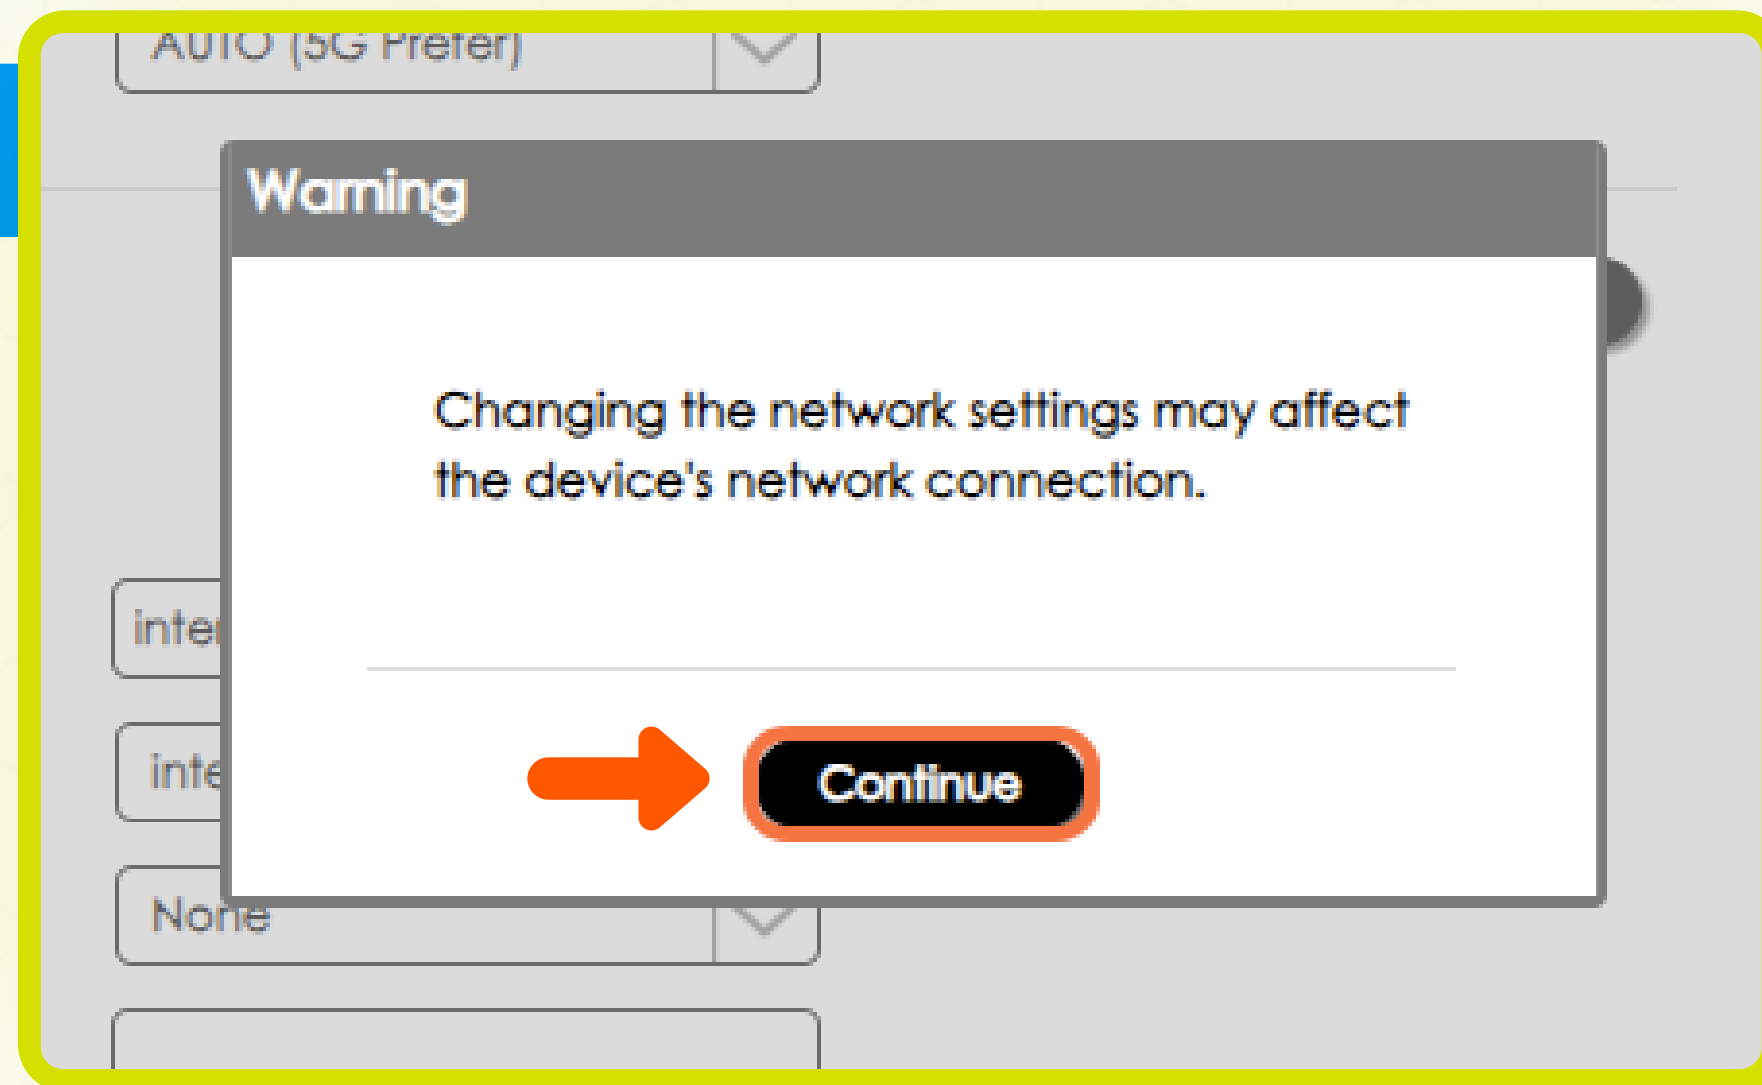 AUTO (5G Prefer)
Warning
Changing the network settings may affect
the device's network connection.
Continue
None